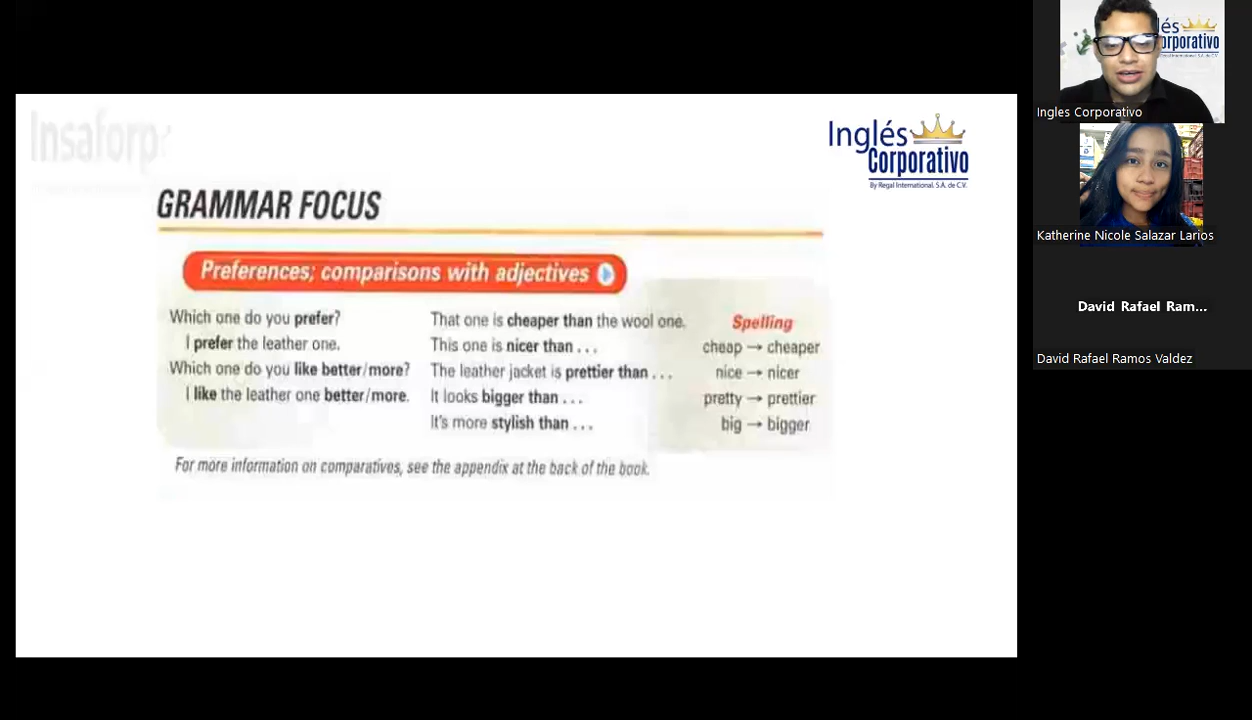 Insaforp
Inglés
Corporativo
By Regal International, S.A. de C.V.
GRAMMAR FOCUS
Preferences; comparisons with adjectives
Which one do you prefer?
I prefer the leather one.
Which one do you like better/more?
I like the leather one better/more.
That one is cheaper than the wool one.
This one is nicer than . . .
The leather jacket is prettier than . . .
It looks bigger than . . .
It's more stylish than . . .
Spelling
cheap → cheaper
nice → nicer
pretty → prettier
big → bigger
For more information on comparatives, see the appendix at the back of the book.
lés
orporativo
Ingles Corporativo
Katherine Nicole Salazar Larios
David Rafael Ram...
David Rafael Ramos Valdez